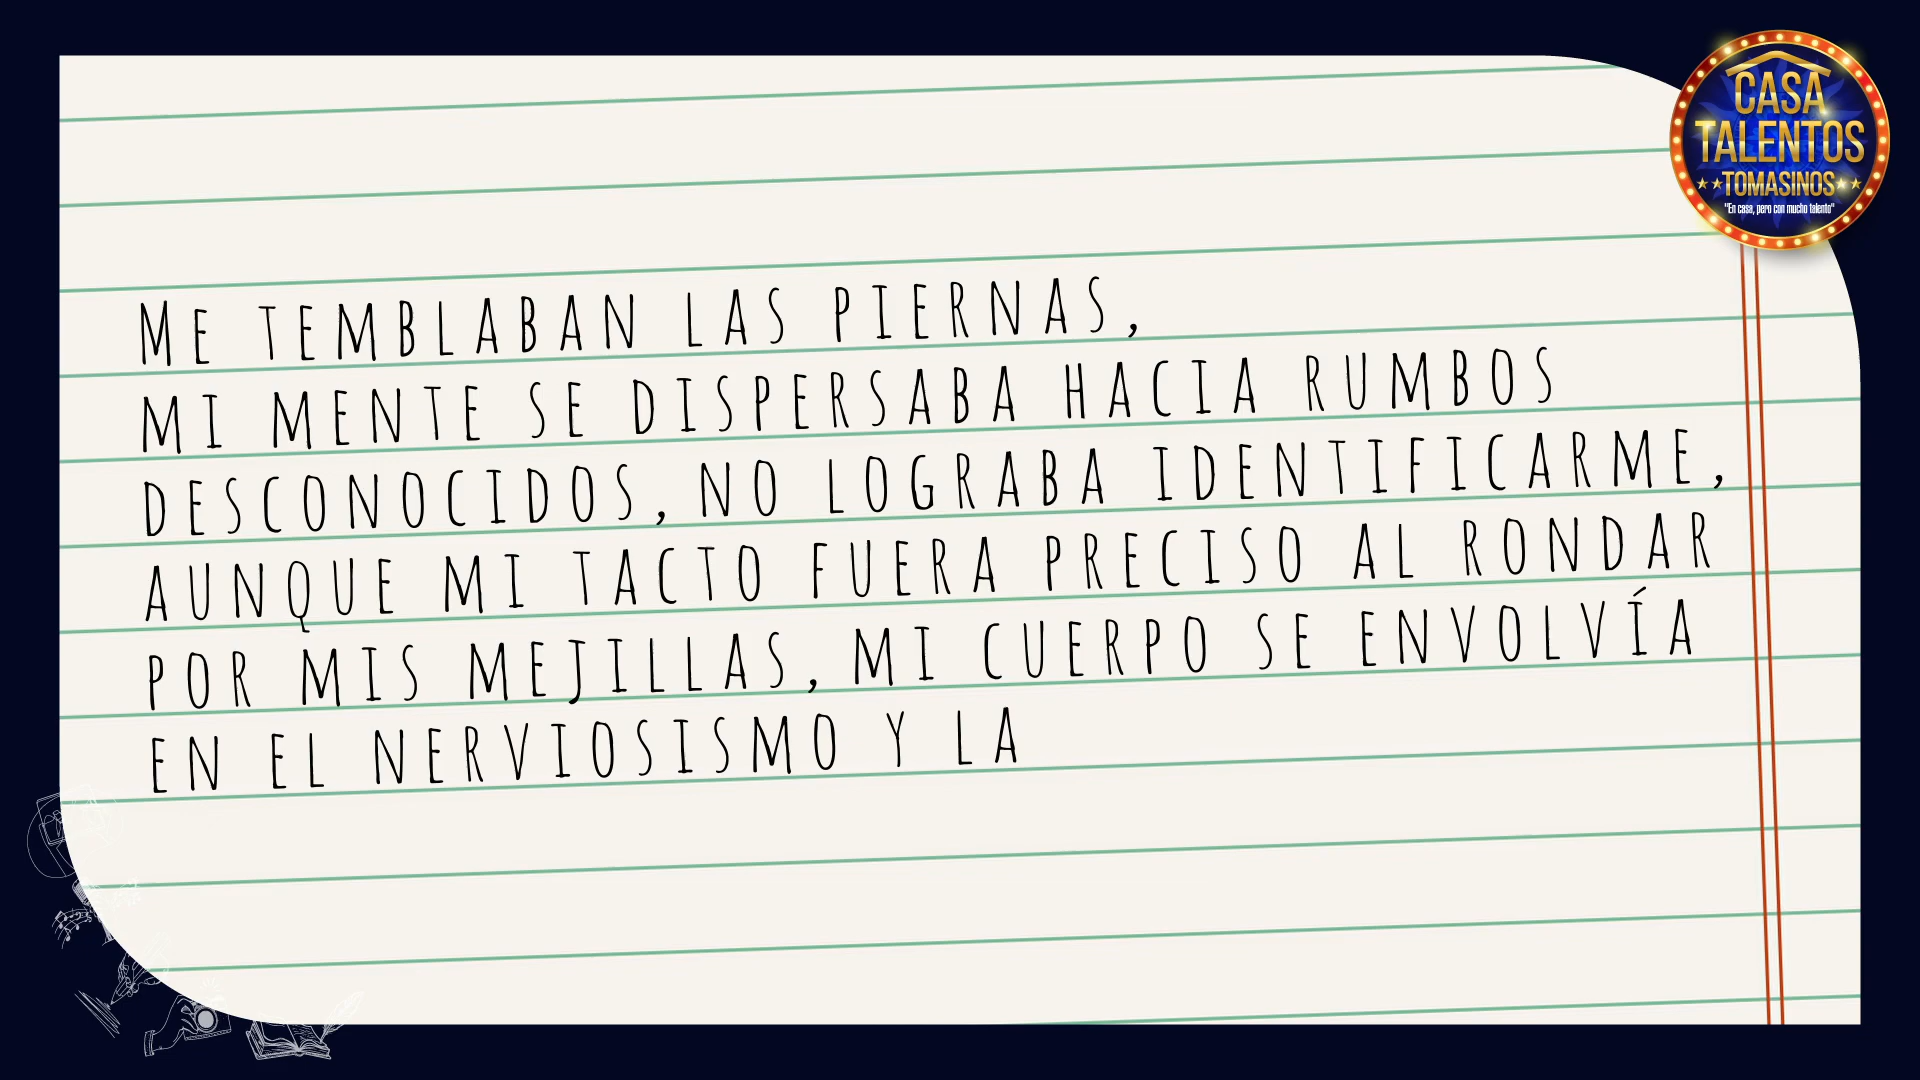 CASA
TALENTOS
TOMASINOS
"En casa, pero con mucho talento"
ME TEMBLABAN LAS PIERNAS,
MI MENTE SE DISPERSABA HACIA RUMBOS
DESCONOCIDOS, NO LOGRABA IDENTIFICARME,
AUNQUE MI TACTO FUERA PRECISO AL RONDAR
POR MIS MEJILLAS, MI CUERPO SE ENVOLVÍA
EN EL NERVIOSISMO Y LA